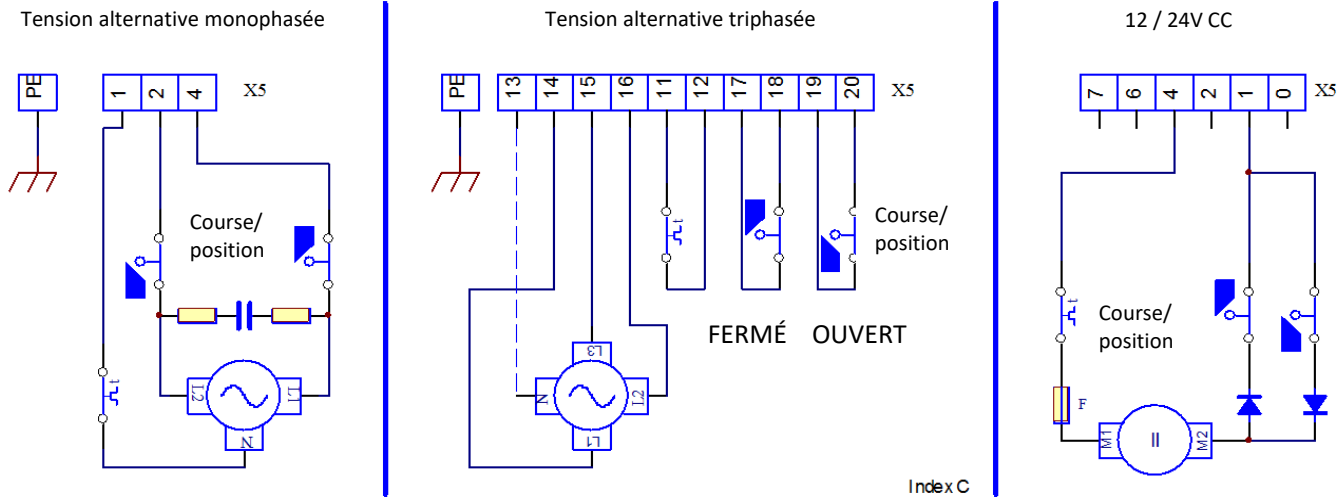 Tension alternative monophasée
PE
1 2 4 X5
Course/
position
t
L2 L1
N
Tension alternative triphasée
PE
13 14 15 16 11 12 17 18 19 20 X5
t
Course/
position
FERMÉ OUVERT
L3
N L2
L1
Index C
12 / 24V CC
7 6 4 2 1 0 X5
t
Course/
position
F
M1 II M2